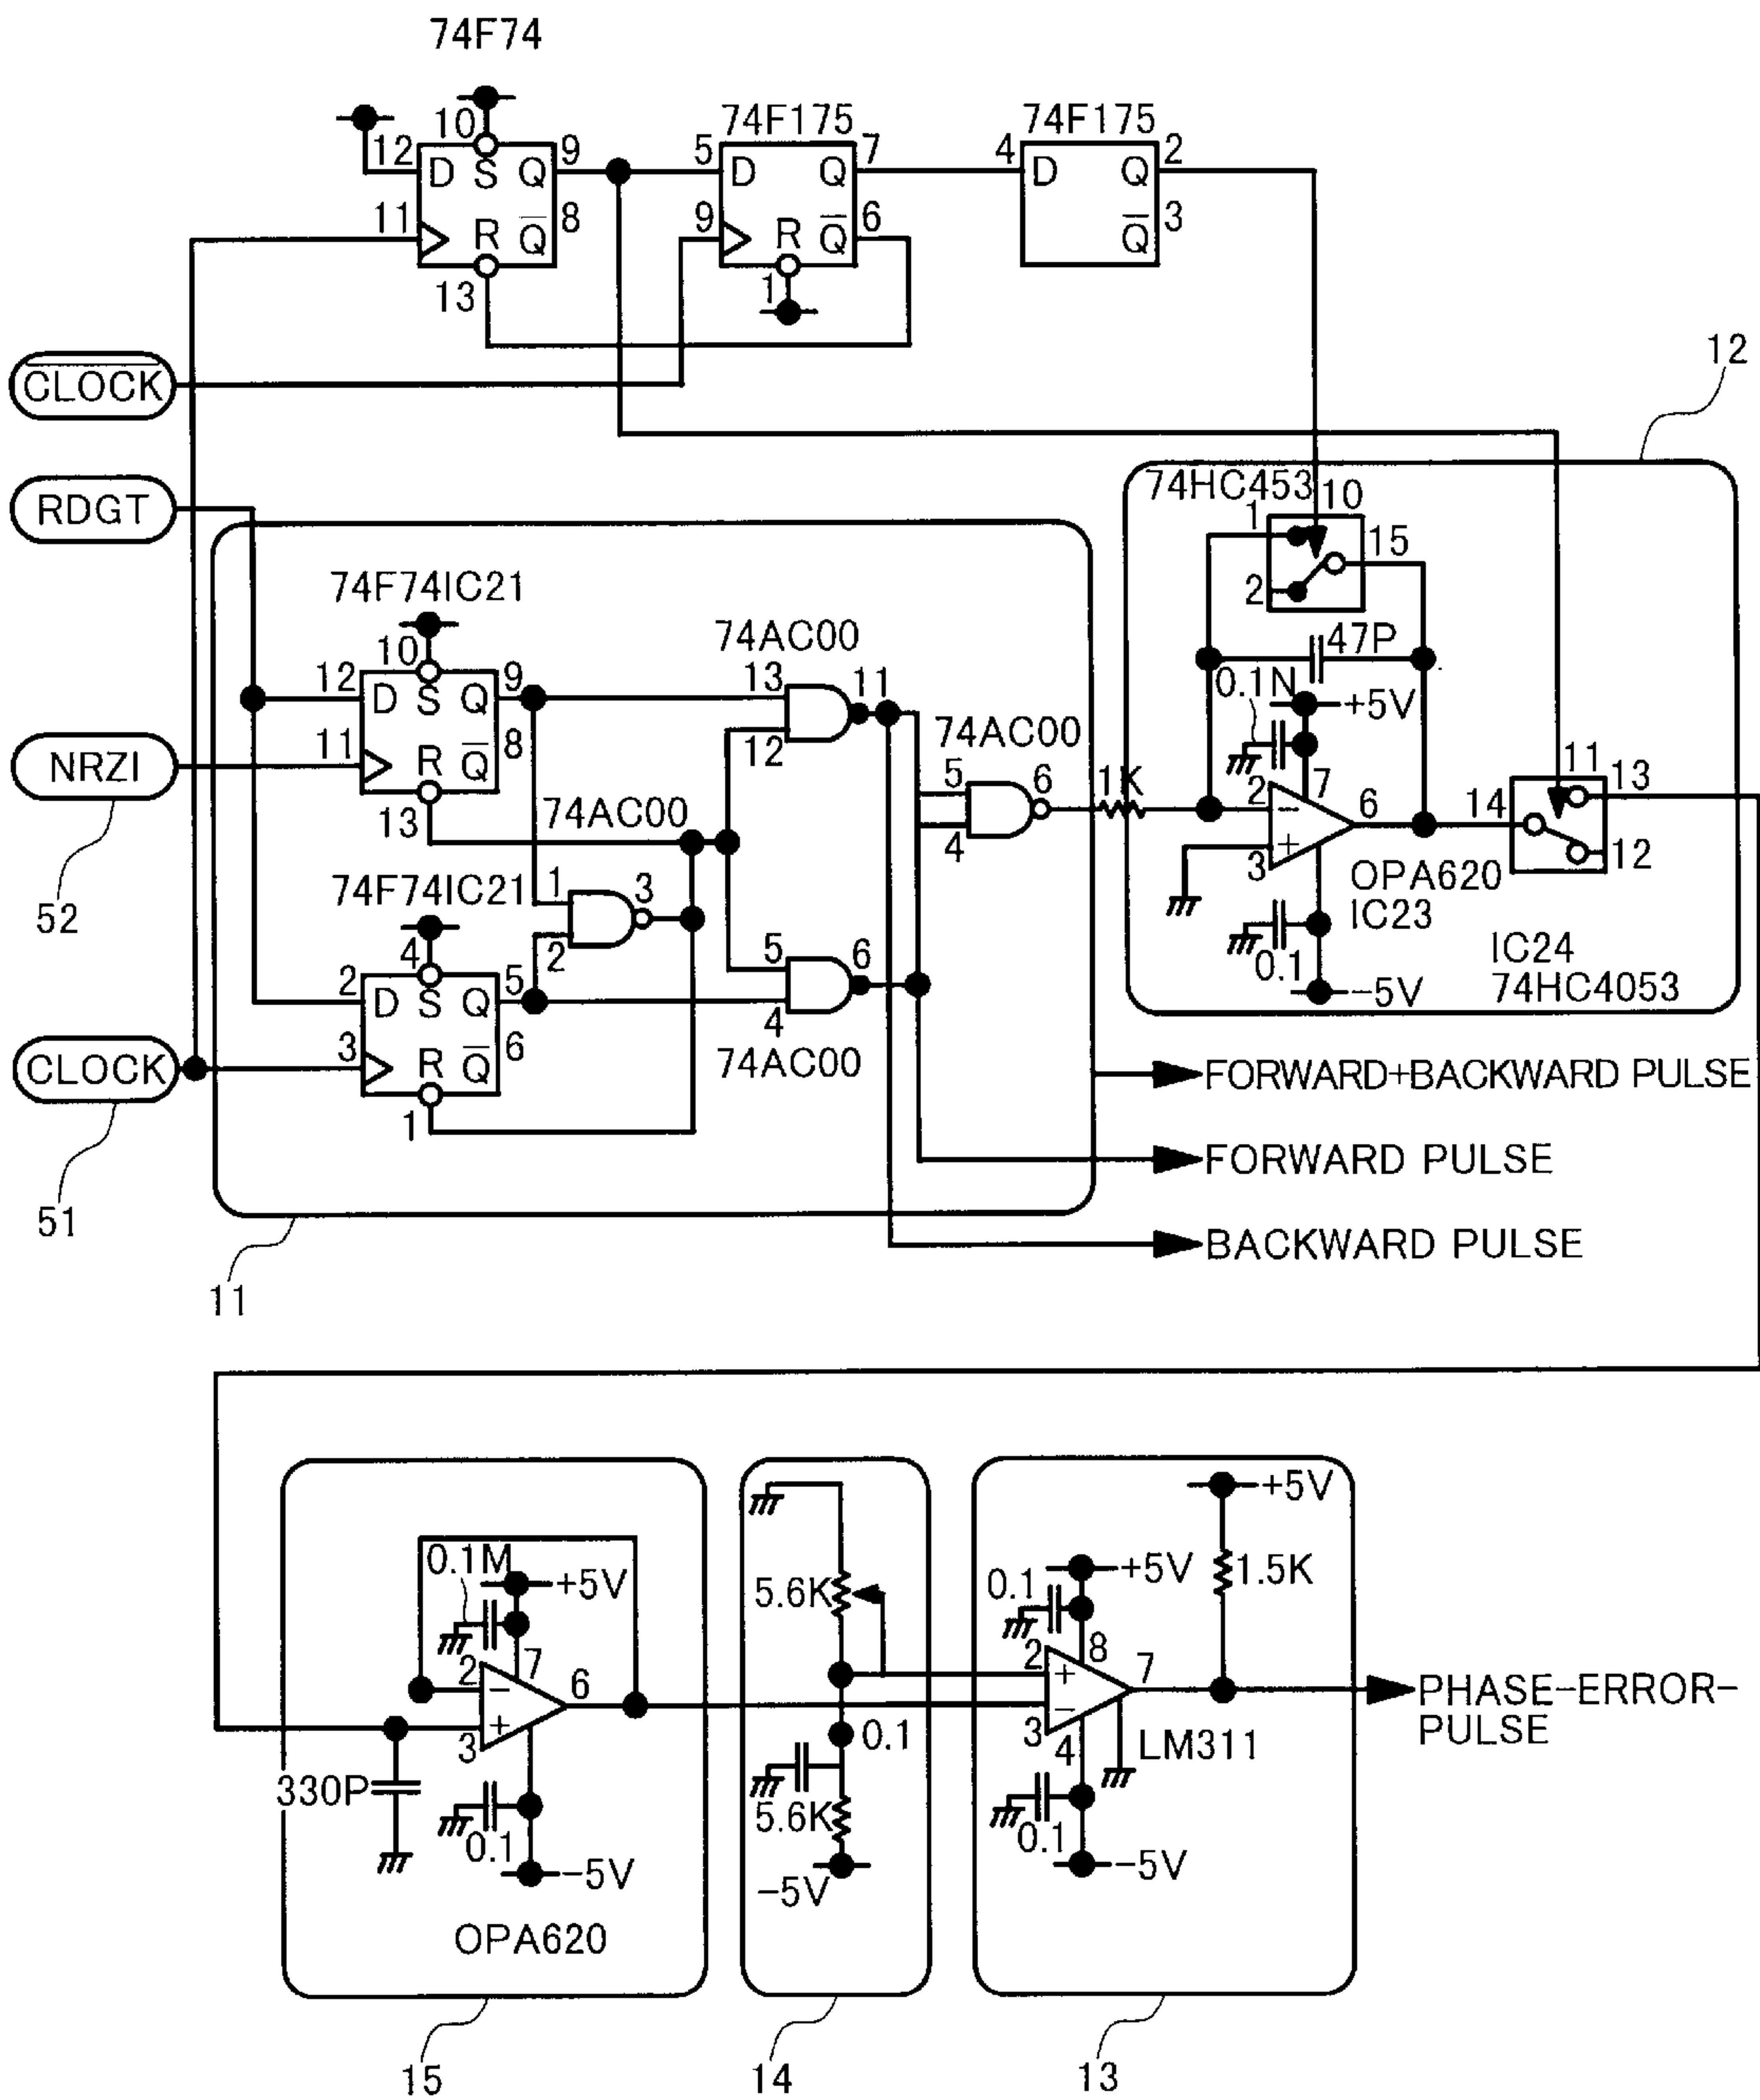 74F74
10
12
D
S
Q
9
11
R
Q
8
13
74F175
5
D
Q
7
9
R
Q
6
1
74F175
4
D
Q
2
Q
3
CLOCK
12
RDGT
74HC453
10
1
15
2
47P
0.1N
+5V
7
2
−
6
+
3
14
11
13
12
OPA620
IC23
0.1
−5V
IC24
74HC4053
74F74IC21
10
12
D
S
Q
9
11
R
Q
8
13
74AC00
13
11
12
74AC00
5
6
4
1K
NRZI
52
74AC00
1
3
2
74F74IC21
4
2
D
S
Q
5
3
R
Q
6
1
5
6
4
74AC00
CLOCK
51
11
FORWARD+BACKWARD PULSE
FORWARD PULSE
BACKWARD PULSE
0.1M
+5V
7
2
−
6
+
3
330P
0.1
−5V
OPA620
15
5.6K
0.1
5.6K
−5V
14
+5V
1.5K
0.1
+5V
8
2
+
7
−
3
4
LM311
0.1
−5V
13
PHASE-ERROR-
PULSE